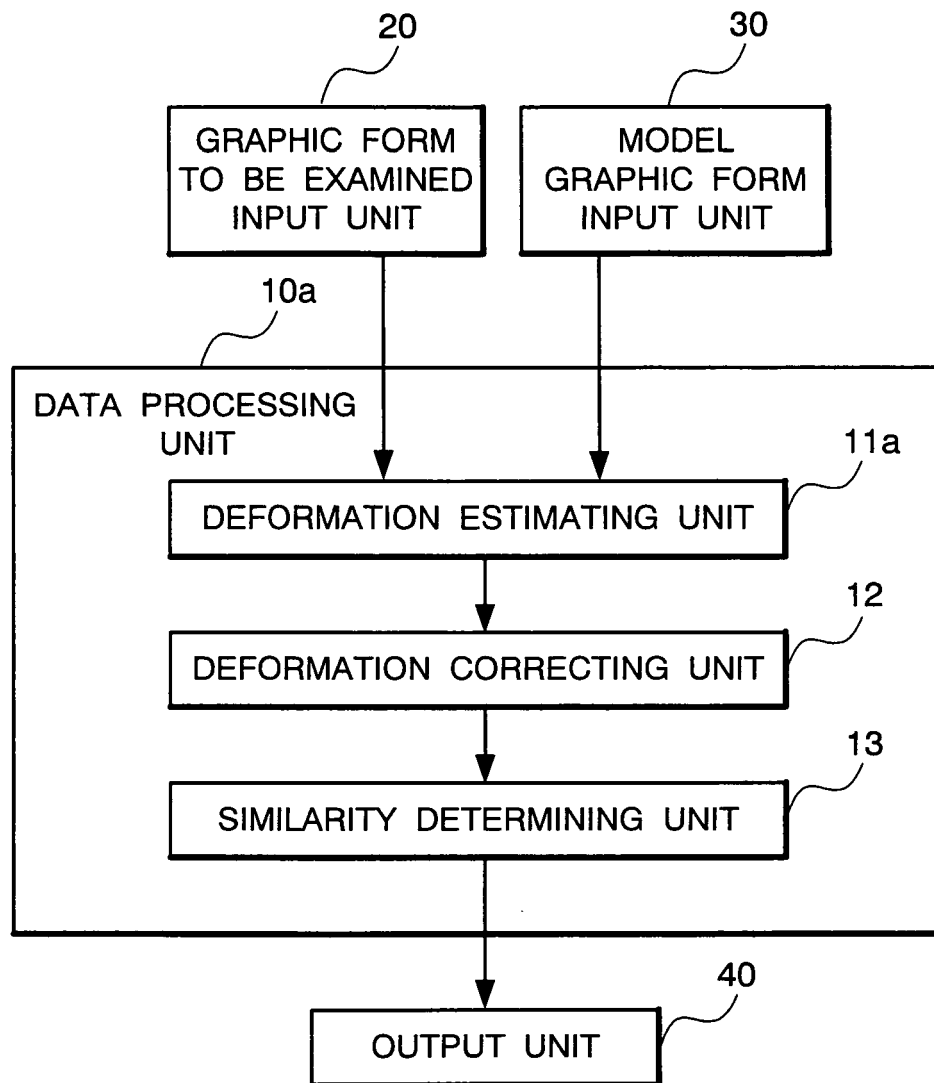 20
30
GRAPHIC FORM
TO BE EXAMINED
INPUT UNIT
MODEL
GRAPHIC FORM
INPUT UNIT
10a
DATA PROCESSING
UNIT
11a
DEFORMATION ESTIMATING UNIT
12
DEFORMATION CORRECTING UNIT
13
SIMILARITY DETERMINING UNIT
40
OUTPUT UNIT